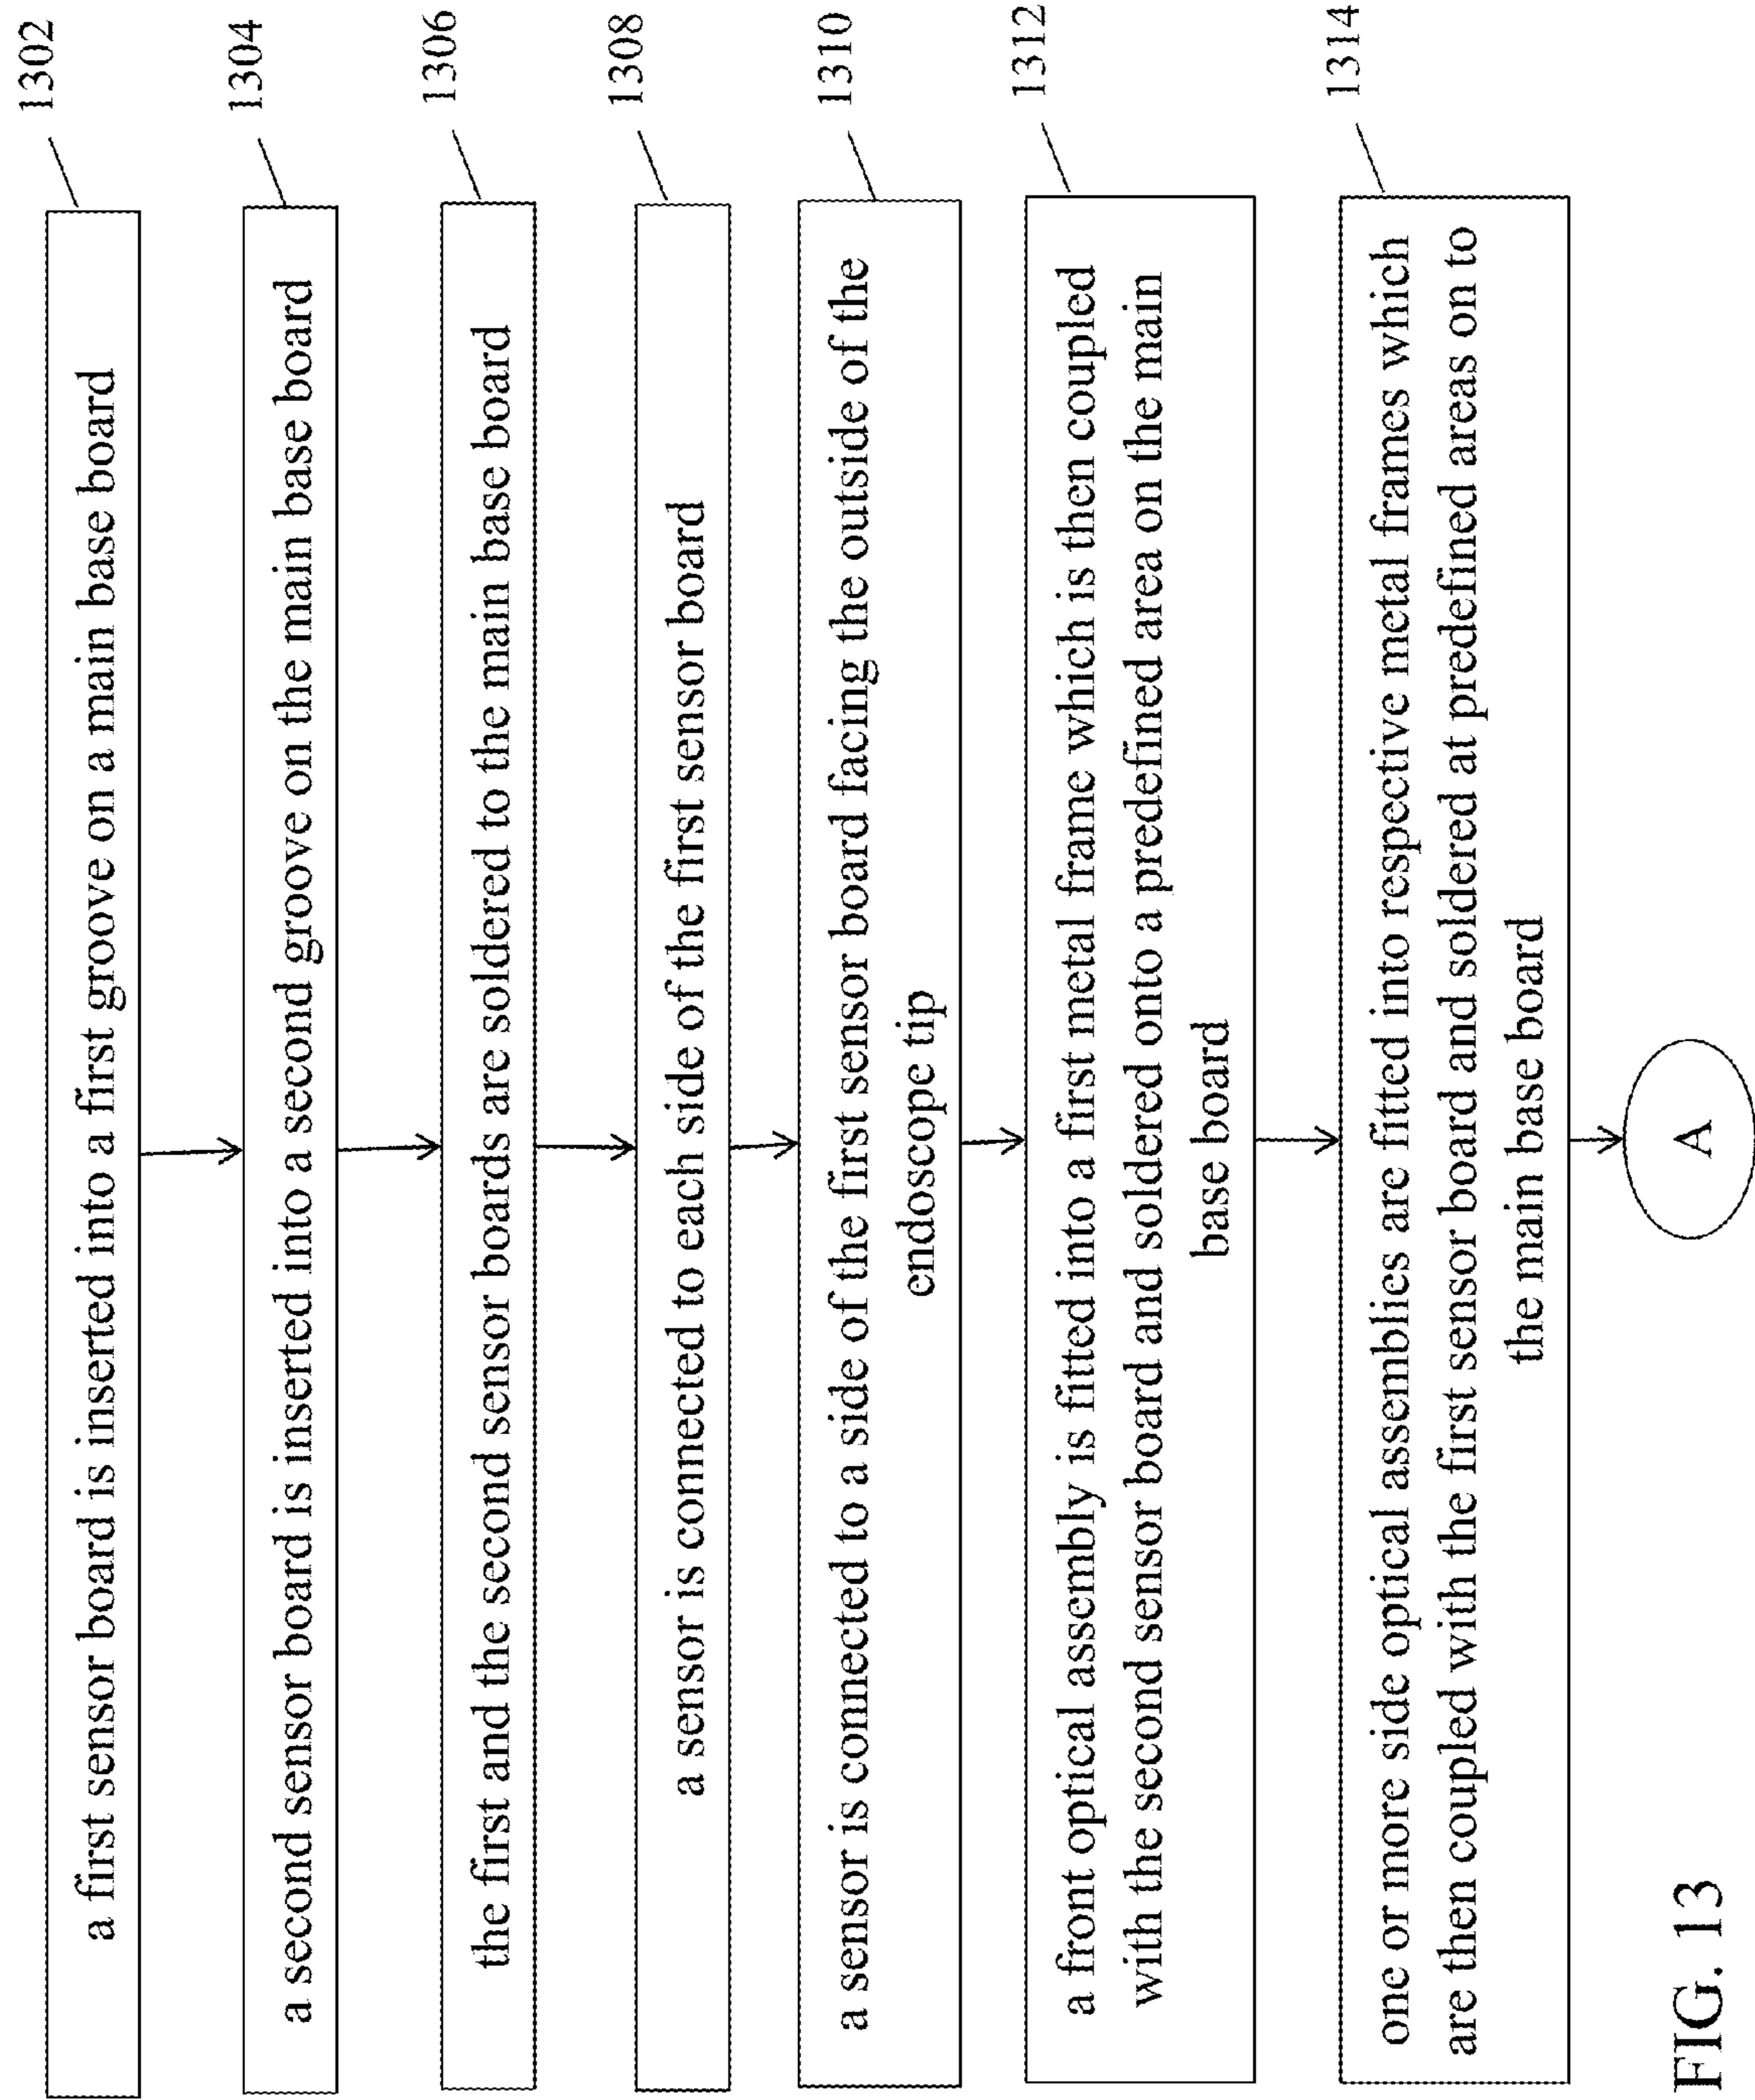 1302
a first sensor board is inserted into a first groove on a main base board
1304
a second sensor board is inserted into a second groove on the main base board
1306
the first and the second sensor boards are soldered to the main base board
1308
a sensor is connected to each side of the first sensor board
1310
a sensor is connected to a side of the first sensor board facing the outside of the
endoscope tip
1312
a front optical assembly is fitted into a first metal frame which is then coupled
with the second sensor board and soldered onto a predefined area on the main
base board
1314
one or more side optical assemblies are fitted into respective metal frames which
are then coupled with the first sensor board and soldered at predefined areas on to
the main base board
A
FIG. 13